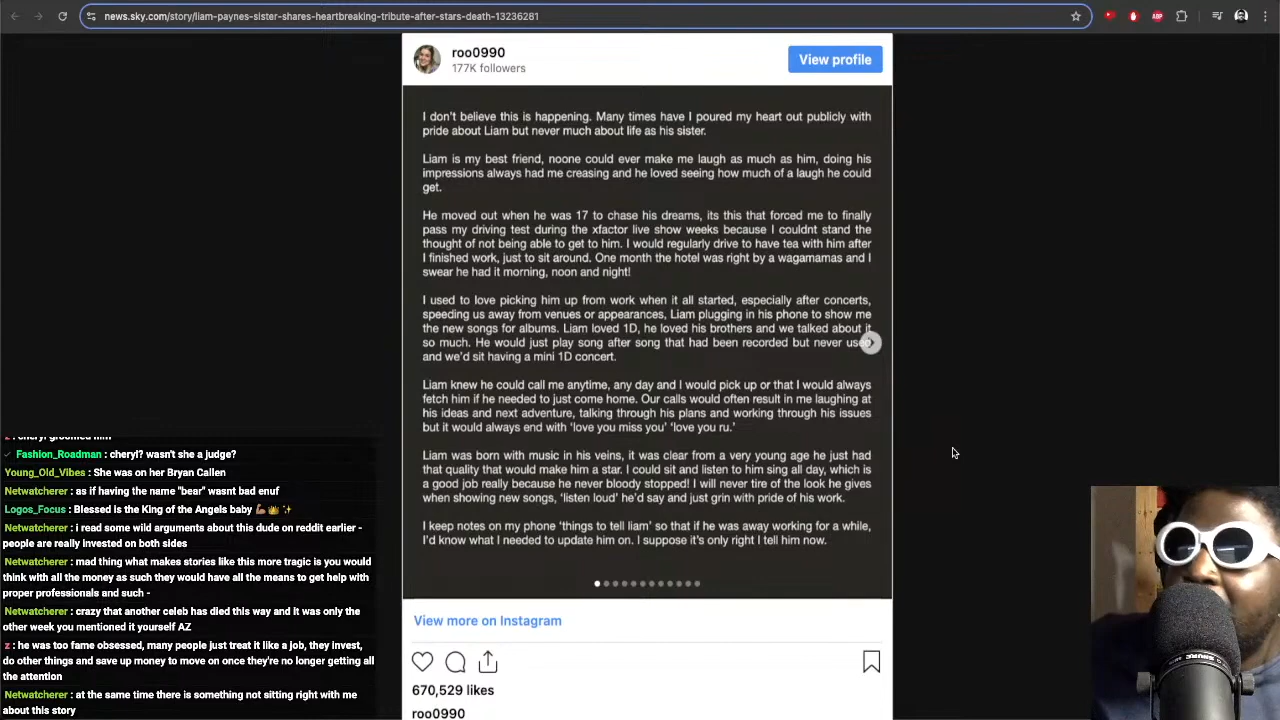 news.sky.com/story/liam-paynes-sister-shares-heartbreaking-tribute-after-stars-death-13236281
ABP
roo0990
177K followers
View profile
I don't believe this is happening. Many times have I poured my heart out publicly with
pride about Liam but never much about life as his sister.
Liam is my best friend, noone could ever make me laugh as much as him, doing his
impressions always had me creasing and he loved seeing how much of a laugh he could
get.
He moved out when he was 17 to chase his dreams, its this that forced me to finally
pass my driving test during the xfactor live show weeks because I couldnt stand the
thought of not being able to get to him. I would regularly drive to have tea with him after
I finished work, just to sit around. One month the hotel was right by a wagamamas and I
swear he had it morning, noon and night!
I used to love picking him up from work when it all started, especially after concerts,
speeding us away from venues or appearances, Liam plugging in his phone to show me
the new songs for albums. Liam loved 1D, he loved his brothers and we talked about it
so much. He would just play song after song that had been recorded but never used
and we'd sit having a mini 1D concert.
Liam knew he could call me anytime, any day and I would pick up or that I would always
fetch him if he needed to just come home. Our calls would often result in me laughing at
his ideas and next adventure, talking through his plans and working through his issues
but it would always end with 'love you miss you' 'love you ru.'
Liam was born with music in his veins, it was clear from a very young age he just had
that quality that would make him a star. I could sit and listen to him sing all day, which is
a good job really because he never bloody stopped! I will never tire of the look he gives
when showing new songs, 'listen loud' he'd say and just grin with pride of his work.
I keep notes on my phone 'things to tell liam' so that if he was away working for a while,
I'd know what I needed to update him on. I suppose it's only right I tell him now.
View more on Instagram
670,529 likes
roo0990
z : cheryl groomed him
Fashion_Roadman : cheryl? wasn't she a judge?
Young_Old_Vibes : She was on her Bryan Callen
Netwatcherer : as if having the name "bear" wasnt bad enuf
Logos_Focus : Blessed is the King of the Angels baby 💪🏾👑✨
Netwatcherer : i read some wild arguments about this dude on reddit earlier -
people are really invested on both sides
Netwatcherer : mad thing what makes stories like this more tragic is you would
think with all the money as such they would have all the means to get help with
proper professionals and such -
Netwatcherer : crazy that another celeb has died this way and it was only the
other week you mentioned it yourself AZ
z : he was too fame obsessed, many people just treat it like a job, they invest,
do other things and save up money to move on once they're no longer getting all
the attention
Netwatcherer : at the same time there is something not sitting right with me
about this story
SHURE